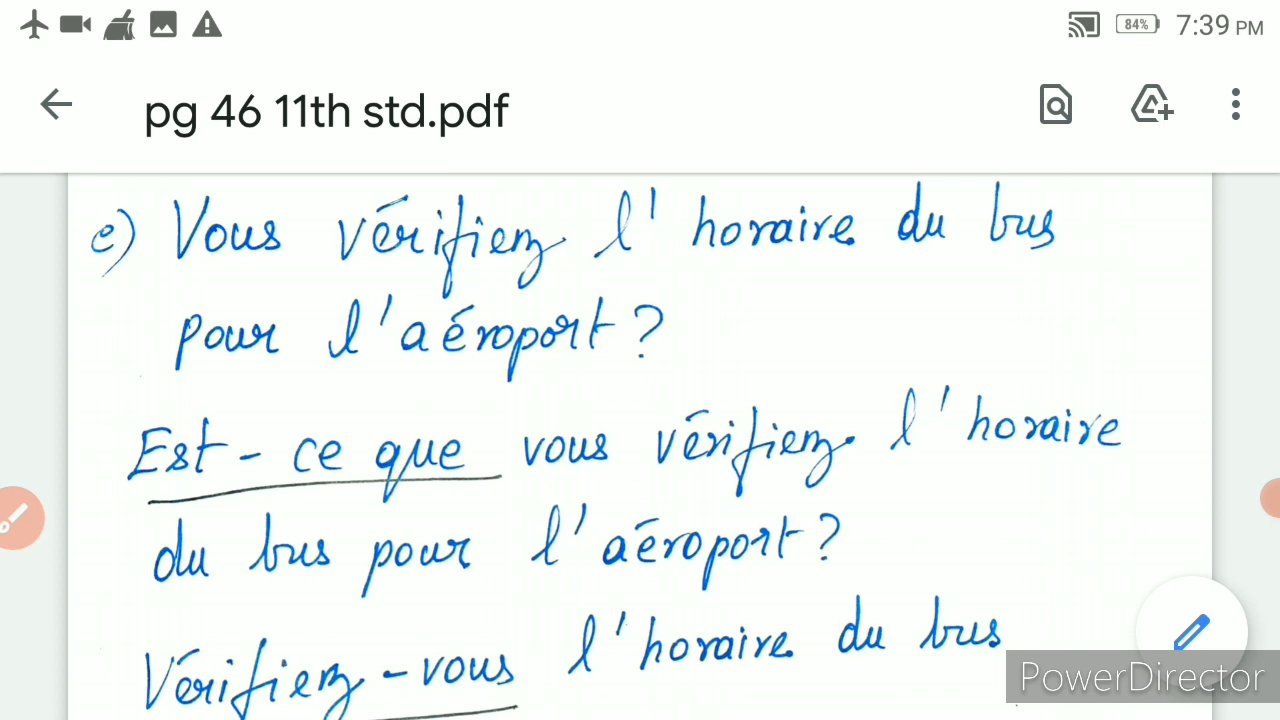 84% 7:39 PM
pg 46 11th std.pdf
e) Vous vérifiez l'horaire du bus
pour l'aéroport?
Est-ce que vous vérifiez l'horaire
du bus pour l'aéroport?
Vérifiez-vous l'horaire du bus
PowerDirector